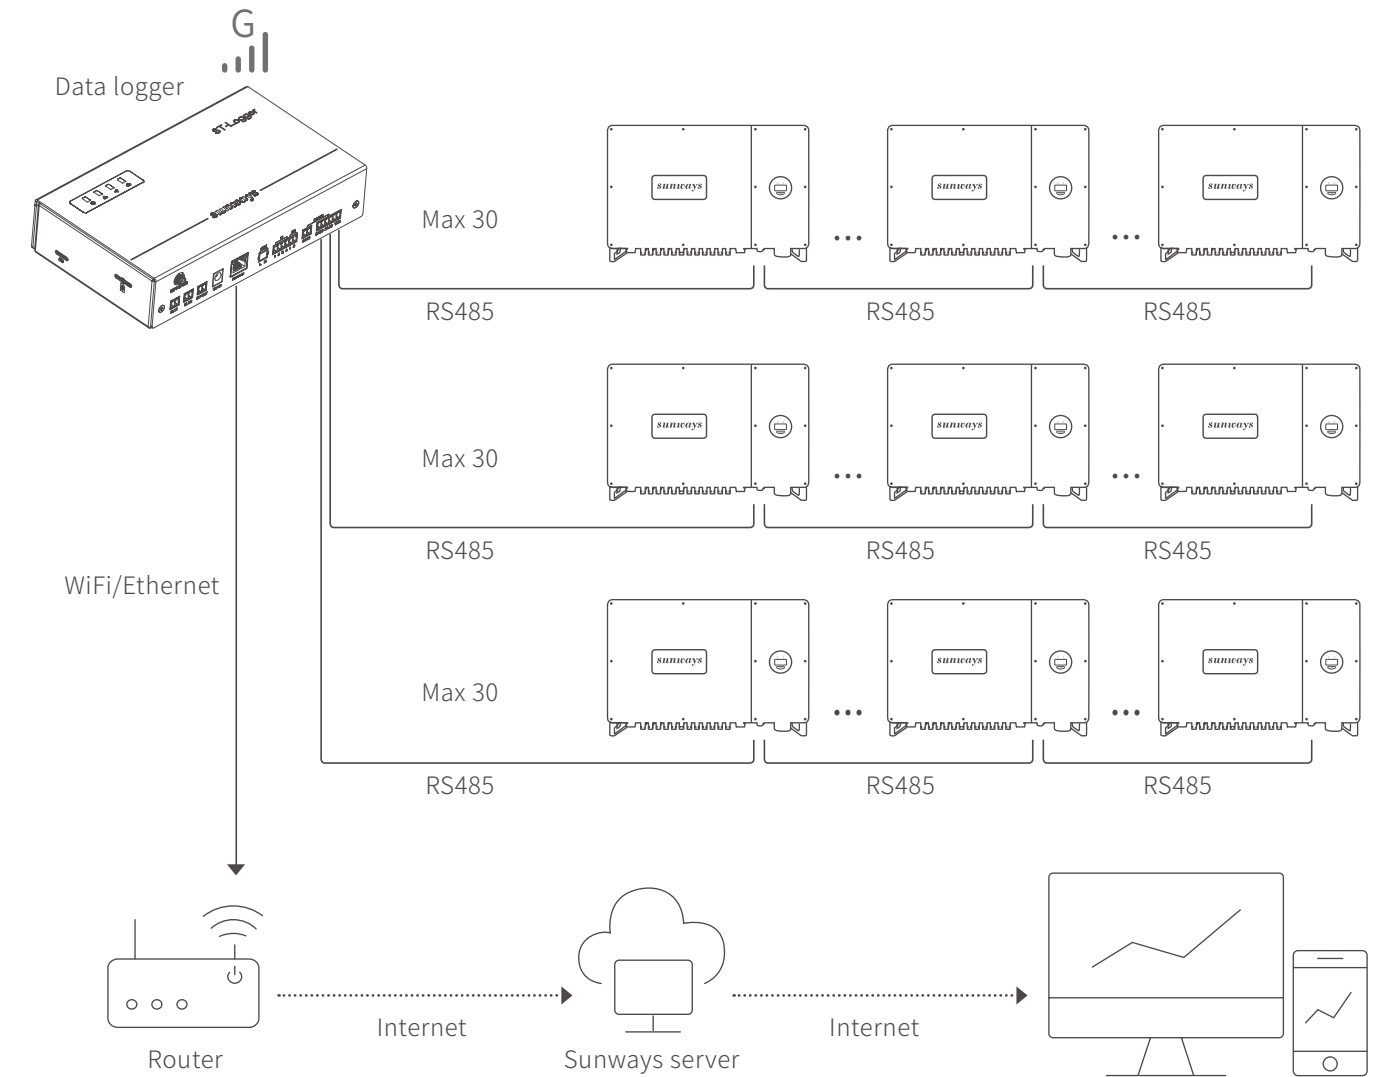 G
Data logger
ST-Logger
sunways
Max 30
sunways
sunways
sunways
RS485
RS485
RS485
Max 30
sunways
sunways
sunways
RS485
RS485
RS485
WiFi/Ethernet
Max 30
sunways
sunways
sunways
RS485
RS485
RS485
Internet
Internet
Router
Sunways server